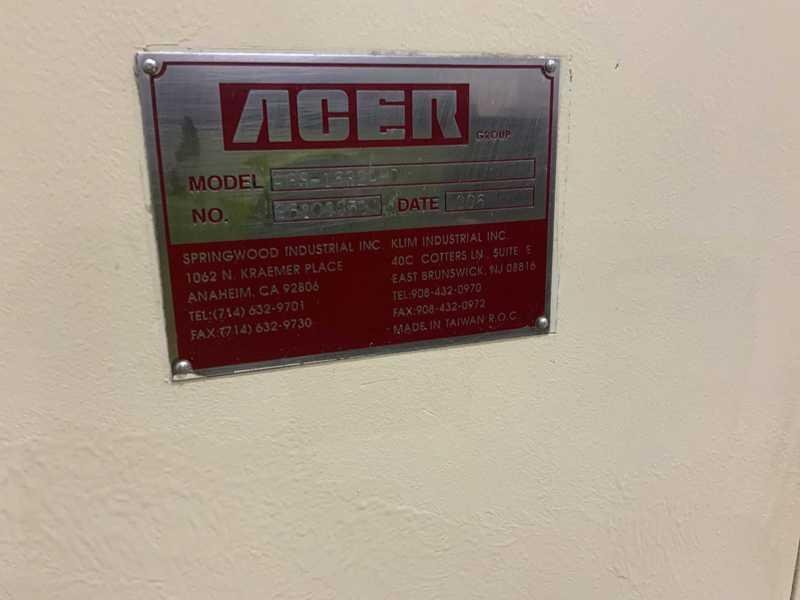 ACER
GROUP
MODEL
NO. DATE
SPRINGWOOD INDUSTRIAL INC.
1062 N. KRAEMER PLACE
ANAHEIM, CA 92806
TEL:(714) 632-9701
FAX:(714) 632-9730
KLIM INDUSTRIAL INC.
40C COTTERS LN. SUITE
EAST BRUNSWICK, NJ 08816
TEL:908-432-0970
FAX:908-432-0972
MADE IN TAIWAN R.O.C.